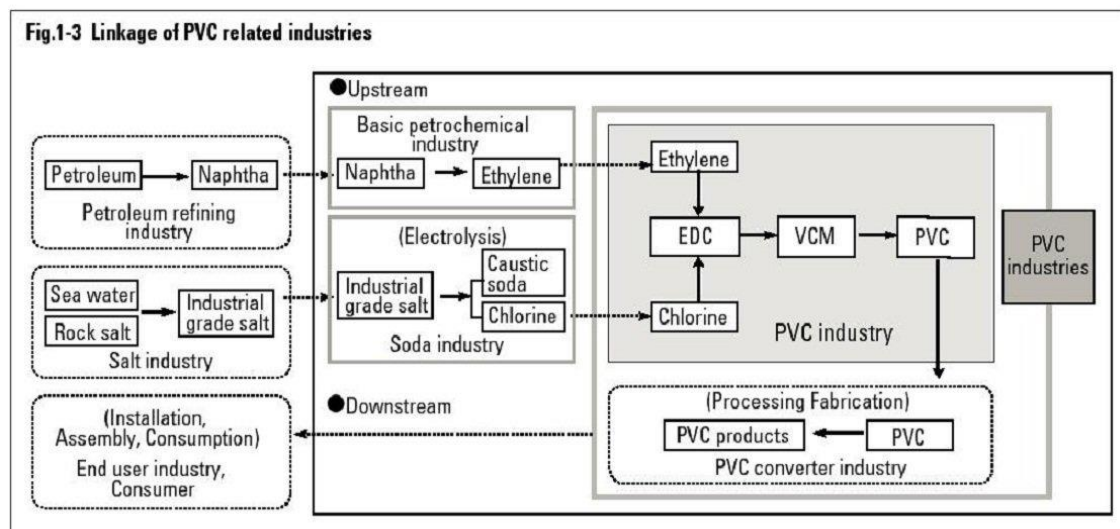 Fig.1-3 Linkage of PVC related industries
●Upstream
Petroleum
Naphtha
Petroleum refining
industry
Basic petrochemical
industry
Naphtha
Ethylene
Sea water
Rock salt
Industrial
grade salt
Salt industry
(Electrolysis)
Industrial
grade salt
Caustic
soda
Chlorine
Soda industry
Ethylene
EDC
VCM
PVC
Chlorine
PVC industry
PVC
industries
●Downstream
(Processing Fabrication)
PVC products
PVC
PVC converter industry
(Installation,
Assembly, Consumption)
End user industry,
Consumer